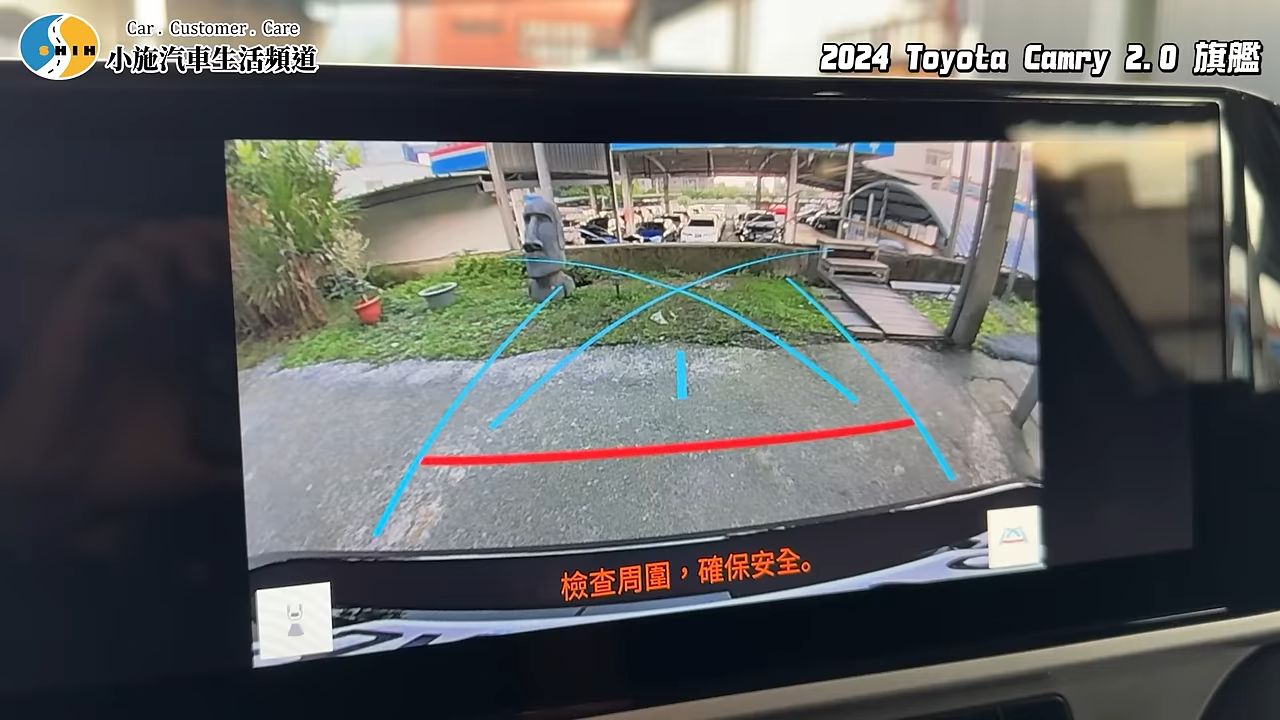 Car . Customer . Care
SHIH
小施汽車生活頻道
2024 Toyota Camry 2.0 旗艦
檢查周圍，確保安全。